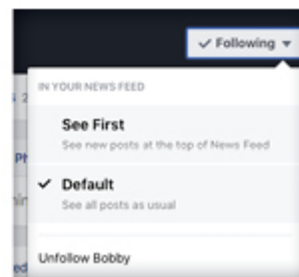 Following
IN YOUR NEWS FEED
See First
See new posts at the top of News Feed
Default
See all posts as usual
Unfollow Bobby